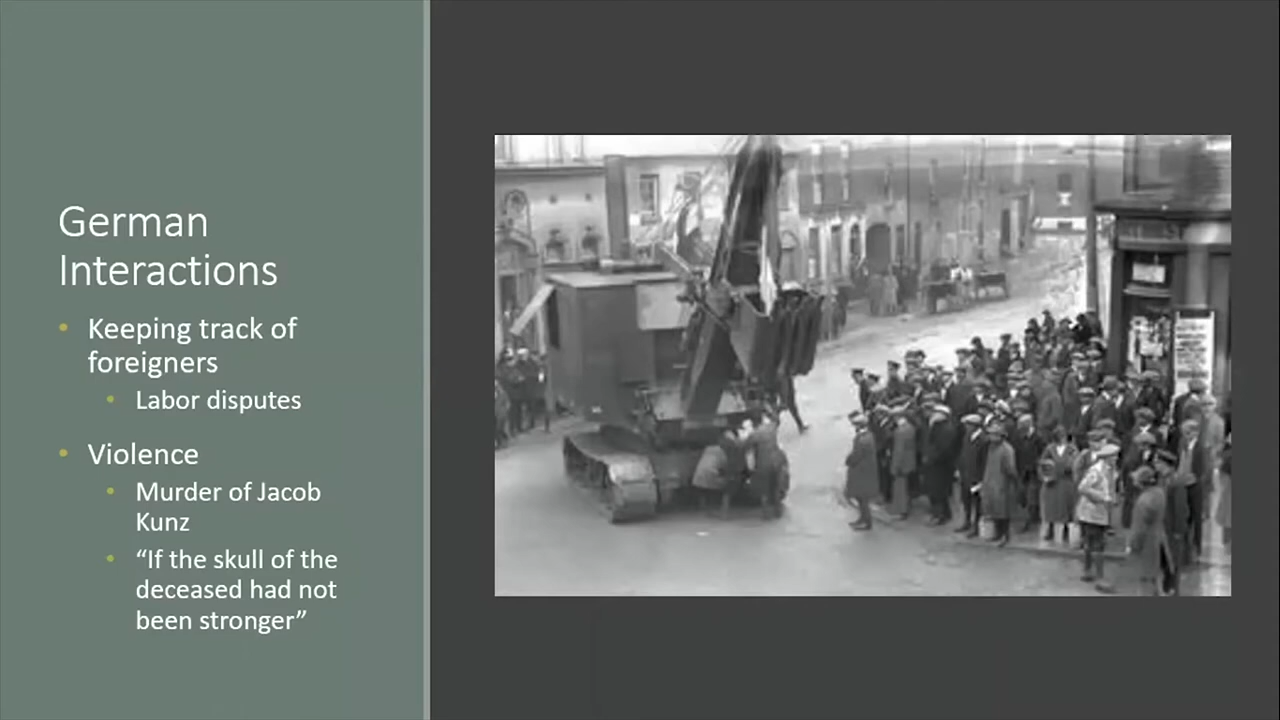 German
Interactions
Keeping track of
foreigners
Labor disputes
Violence
Murder of Jacob
Kunz
“If the skull of the
deceased had not
been stronger”